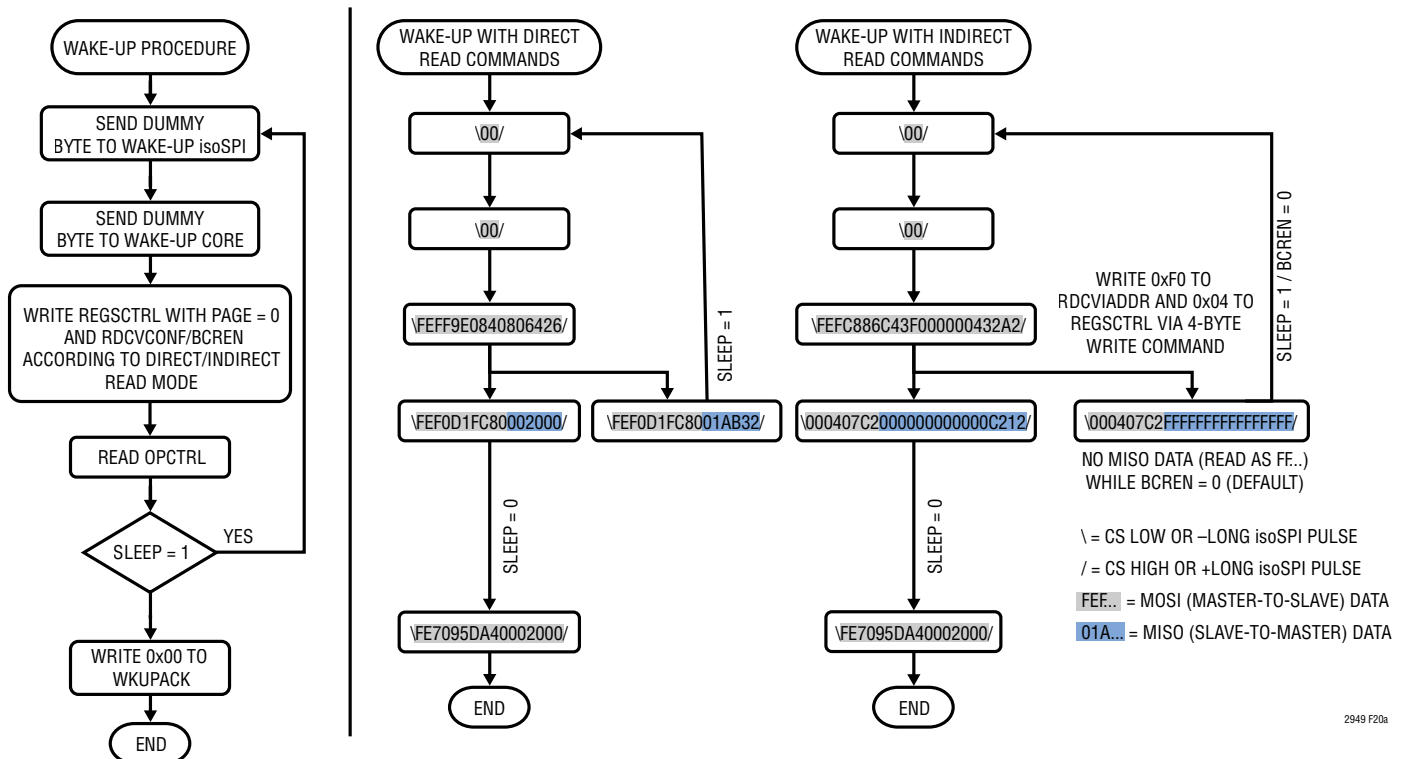 WAKE-UP PROCEDURE
SEND DUMMY
BYTE TO WAKE-UP isoSPI
SEND DUMMY
BYTE TO WAKE-UP CORE
WRITE REGSCTRL WITH PAGE = 0
AND RDCVCONF/BCREN
ACCORDING TO DIRECT/INDIRECT
READ MODE
READ OPCTRL
SLEEP = 1
YES
WRITE 0x00 TO
WKUPACK
END
WAKE-UP WITH DIRECT
READ COMMANDS
\00/
\00/
\FEFF9E0840806426/
SLEEP = 1
\FEF0D1FC80002000/
\FEF0D1FC8001AB32/
SLEEP = 0
\FE7095DA40002000/
END
WAKE-UP WITH INDIRECT
READ COMMANDS
\00/
\00/
\FEFC886C43F000000432A2/
WRITE 0xF0 TO
RDCVIADDR AND 0x04 TO
REGSCTRL VIA 4-BYTE
WRITE COMMAND
SLEEP = 1 / BCREN = 0
\000407C2000000000000C212/
\000407C2FFFFFFFFFFFFFFFF/
NO MISO DATA (READ AS FF...)
WHILE BCREN = 0 (DEFAULT)
SLEEP = 0
\FE7095DA40002000/
END
\ = CS LOW OR –LONG isoSPI PULSE
/ = CS HIGH OR +LONG isoSPI PULSE
FEF... = MOSI (MASTER-TO-SLAVE) DATA
01A... = MISO (SLAVE-TO-MASTER) DATA
2949 F20a